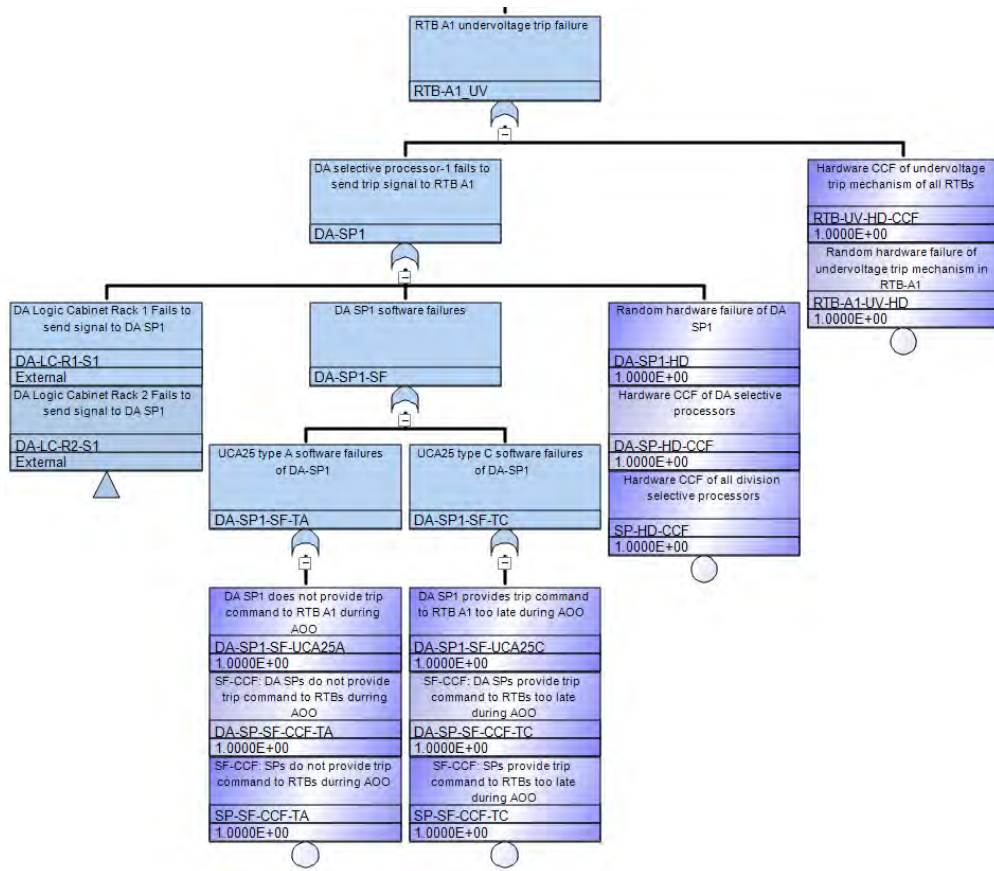 RTB A1 undervoltage trip failure
RTB-A1_UV
DA selective processor-1 fails to
send trip signal to RTB A1
DA-SP1
Hardware CCF of undervoltage
trip mechanism of all RTBs
RTB-UV-HD-CCF
1.0000E+00
Random hardware failure of
undervoltage trip mechanism in
RTB-A1
RTB-A1-UV-HD
1.0000E+00
DA Logic Cabinet Rack 1 Fails to
send signal to DA SP1
DA-LC-R1-S1
External
DA Logic Cabinet Rack 2 Fails to
send signal to DA SP1
DA-LC-R2-S1
External
DA SP1 software failures
DA-SP1-SF
Random hardware failure of DA
SP1
DA-SP1-HD
1.0000E+00
Hardware CCF of DA selective
processors
DA-SP-HD-CCF
1.0000E+00
Hardware CCF of all division
selective processors
SP-HD-CCF
1.0000E+00
UCA25 type A software failures
of DA-SP1
DA-SP1-SF-TA
UCA25 type C software failures
of DA-SP1
DA-SP1-SF-TC
DA SP1 does not provide trip
command to RTB A1 durring
AOO
DA-SP1-SF-UCA25A
1.0000E+00
SF-CCF: DA SPs do not provide
trip command to RTBs durring
AOO
DA-SP-SF-CCF-TA
1.0000E+00
SF-CCF: SPs do not provide trip
command to RTBs durring AOO
SP-SF-CCF-TA
1.0000E+00
DA SP1 provides trip command
to RTB A1 too late during AOO
DA-SP1-SF-UCA25C
1.0000E+00
SF-CCF: DA SPs provide trip
command to RTBs too late
during AOO
DA-SP-SF-CCF-TC
1.0000E+00
SF-CCF: SPs provide trip
command to RTBs too late
during AOO
SP-SF-CCF-TC
1.0000E+00